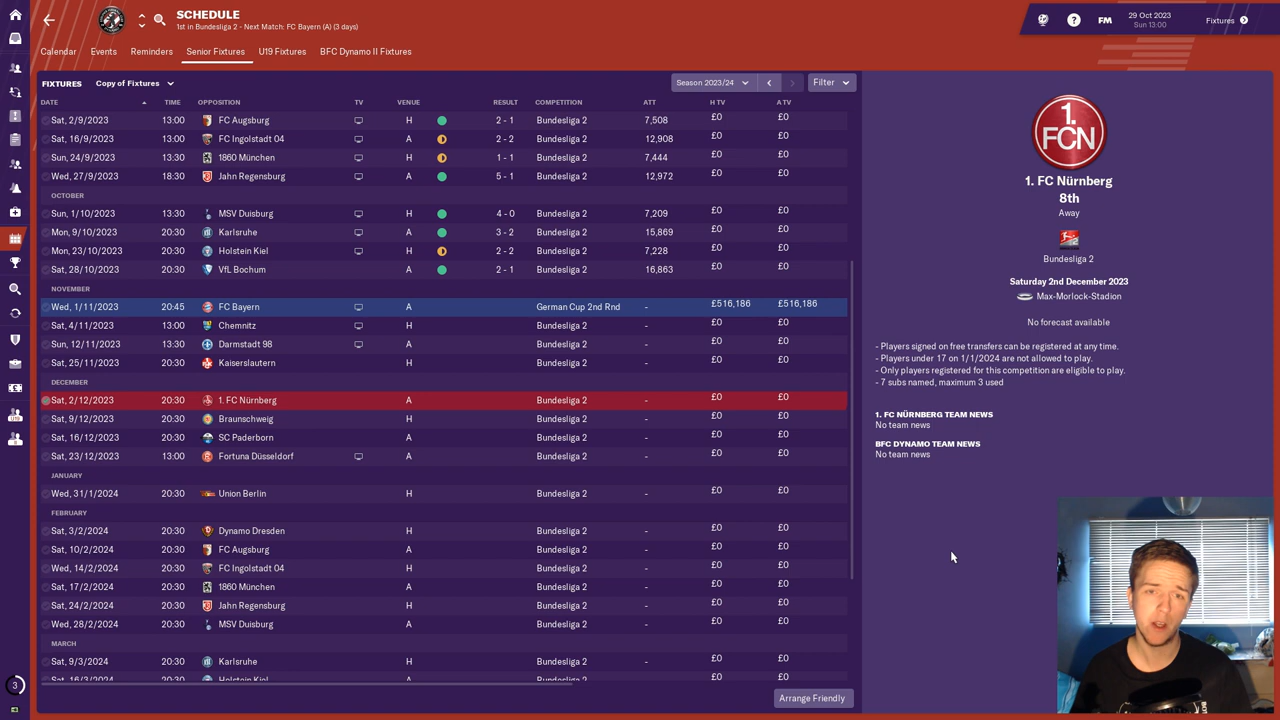 SCHEDULE
1st in Bundesliga 2 - Next Match: FC Bayern (A) (3 days)
FM
29 Oct 2023
Sun 13:00
Fixtures
Calendar Events Reminders Senior Fixtures U19 Fixtures BFC Dynamo II Fixtures
FIXTURES Copy of Fixtures Season 2023/24 Filter
DATE TIME OPPOSITION TV VENUE RESULT COMPETITION ATT H TV A TV
Sat, 2/9/2023 13:00 FC Augsburg H 2 - 1 Bundesliga 2 7,508 £0 £0
Sat, 16/9/2023 13:00 FC Ingolstadt 04 A 2 - 2 Bundesliga 2 12,908 £0 £0
Sun, 24/9/2023 13:30 1860 München H 1 - 1 Bundesliga 2 7,444 £0 £0
Wed, 27/9/2023 18:30 Jahn Regensburg A 5 - 1 Bundesliga 2 12,972 £0 £0
OCTOBER
Sun, 1/10/2023 13:30 MSV Duisburg H 4 - 0 Bundesliga 2 7,209 £0 £0
Mon, 9/10/2023 20:30 Karlsruhe A 3 - 2 Bundesliga 2 15,869 £0 £0
Mon, 23/10/2023 20:30 Holstein Kiel H 2 - 2 Bundesliga 2 7,228 £0 £0
Sat, 28/10/2023 20:30 VfL Bochum A 2 - 1 Bundesliga 2 16,863 £0 £0
NOVEMBER
Wed, 1/11/2023 20:45 FC Bayern A German Cup 2nd Rnd - £516,186 £516,186
Sat, 4/11/2023 13:00 Chemnitz H Bundesliga 2 - £0 £0
Sun, 12/11/2023 13:30 Darmstadt 98 A Bundesliga 2 - £0 £0
Sat, 25/11/2023 20:30 Kaiserslautern H Bundesliga 2 - £0 £0
DECEMBER
Sat, 2/12/2023 20:30 1. FC Nürnberg A Bundesliga 2 - £0 £0
Sat, 9/12/2023 20:30 Braunschweig H Bundesliga 2 - £0 £0
Sat, 16/12/2023 20:30 SC Paderborn A Bundesliga 2 - £0 £0
Sat, 23/12/2023 13:00 Fortuna Düsseldorf A Bundesliga 2 - £0 £0
JANUARY
Wed, 31/1/2024 20:30 Union Berlin H Bundesliga 2 - £0 £0
FEBRUARY
Sat, 3/2/2024 20:30 Dynamo Dresden H Bundesliga 2 - £0 £0
Sat, 10/2/2024 20:30 FC Augsburg A Bundesliga 2 - £0 £0
Wed, 14/2/2024 20:30 FC Ingolstadt 04 H Bundesliga 2 - £0 £0
Sat, 17/2/2024 20:30 1860 München A Bundesliga 2 - £0 £0
Sat, 24/2/2024 20:30 Jahn Regensburg H Bundesliga 2 - £0 £0
Wed, 28/2/2024 20:30 MSV Duisburg A Bundesliga 2 - £0 £0
MARCH
Sat, 9/3/2024 20:30 Karlsruhe H Bundesliga 2 - £0 £0
Sat, 16/3/2024 20:30 Holstein Kiel A Bundesliga 2 - £0 £0
Arrange Friendly
1.
FCN
1. FC Nürnberg
8th
Away
Bundesliga 2
Saturday 2nd December 2023
Max-Morlock-Stadion
No forecast available
- Players signed on free transfers can be registered at any time.
- Players under 17 on 1/1/2024 are not allowed to play.
- Only players registered for this competition are eligible to play.
- 7 subs named, maximum 3 used
1. FC NÜRNBERG TEAM NEWS
No team news
BFC DYNAMO TEAM NEWS
No team news
3